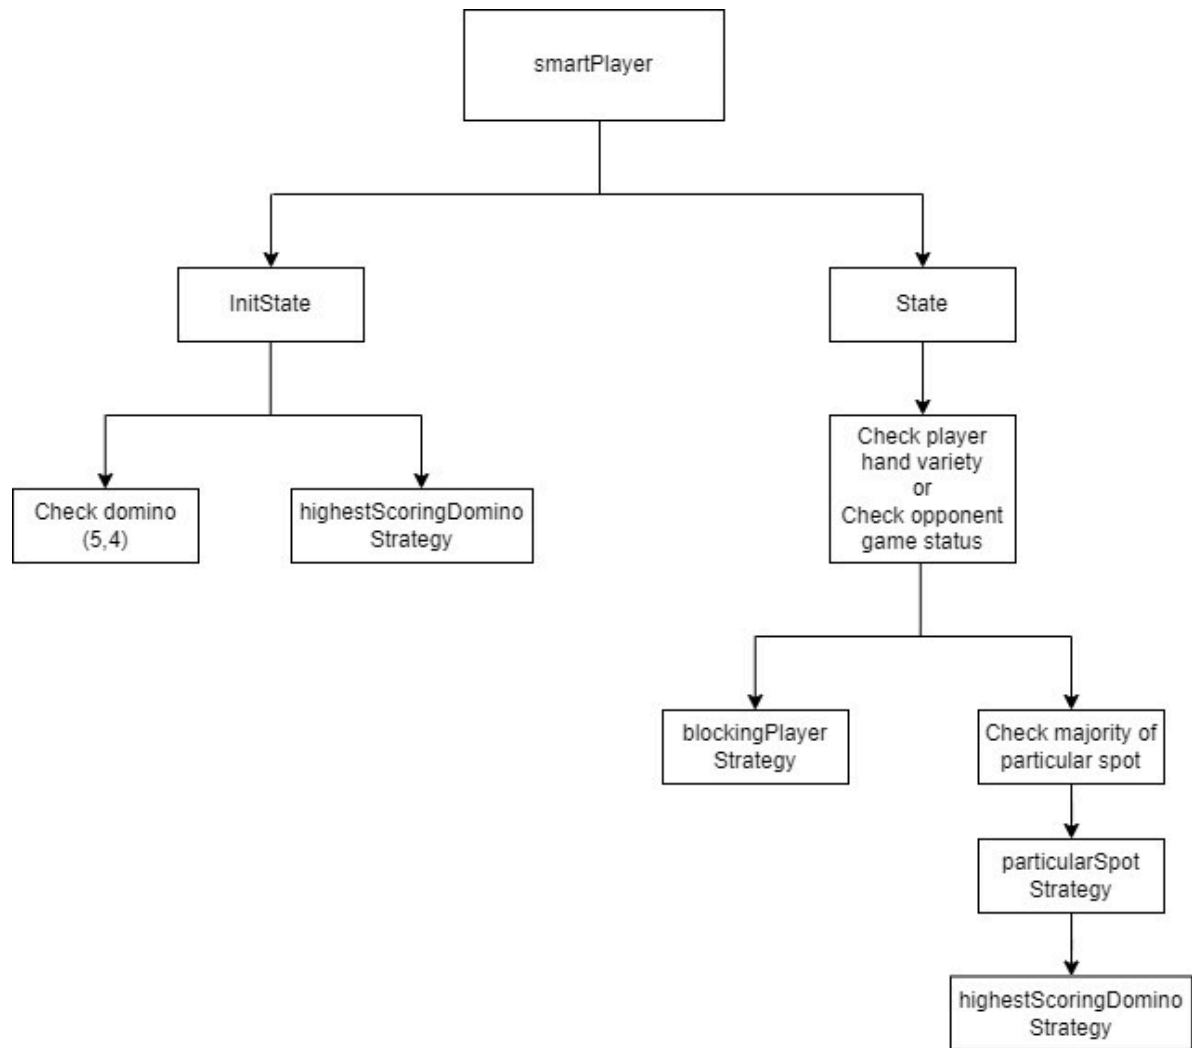 smartPlayer
InitState
State
Check domino
(5,4)
highestScoringDomino
Strategy
Check player
hand variety
or
Check opponent
game status
blockingPlayer
Strategy
Check majority of
particular spot
particularSpot
Strategy
highestScoringDomino
Strategy